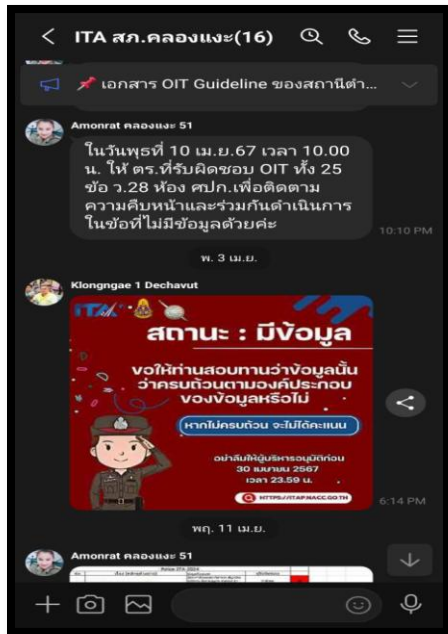 ITA สภ.คลองแงะ(16)
📌 เอกสาร OIT Guideline ของสถานีตำ...
Amonrat คลองแงะ 51
ในวันพุธที่ 10 เม.ย.67 เวลา 10.00
น. ให้ ตร.ที่รับผิดชอบ OIT ทั้ง 25
ข้อ ว.28 ห้อง ศปก.เพื่อติดตาม
ความคืบหน้าและร่วมกันดำเนินการ
ในข้อที่ไม่มีข้อมูลด้วยค่ะ
10:10 PM
พ. 3 เม.ย.
Klongngae 1 Dechavut
ITA
สถานะ : มีข้อมูล
ขอให้ท่านสอบทานว่าข้อมูลนั้น
ว่าครบถ้วนตามองค์ประกอบ
ของข้อมูลหรือไม่
หากไม่ครบถ้วน จะไม่ได้คะแนน
อย่าลืมให้ผู้บริหารอนุมัติก่อน
30 เมษายน 2567
เวลา 23.59 น.
HTTPS://ITAP.NACC.GO.TH
6:14 PM
พฤ. 11 เม.ย.
Amonrat คลองแงะ 51